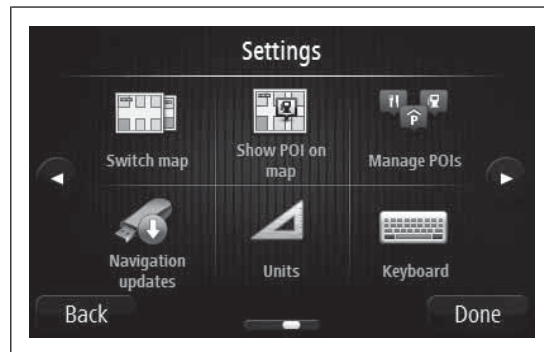 Settings
Switch map
Show POI on
map
Manage POIs
Navigation
updates
Units
Keyboard
Back
Done